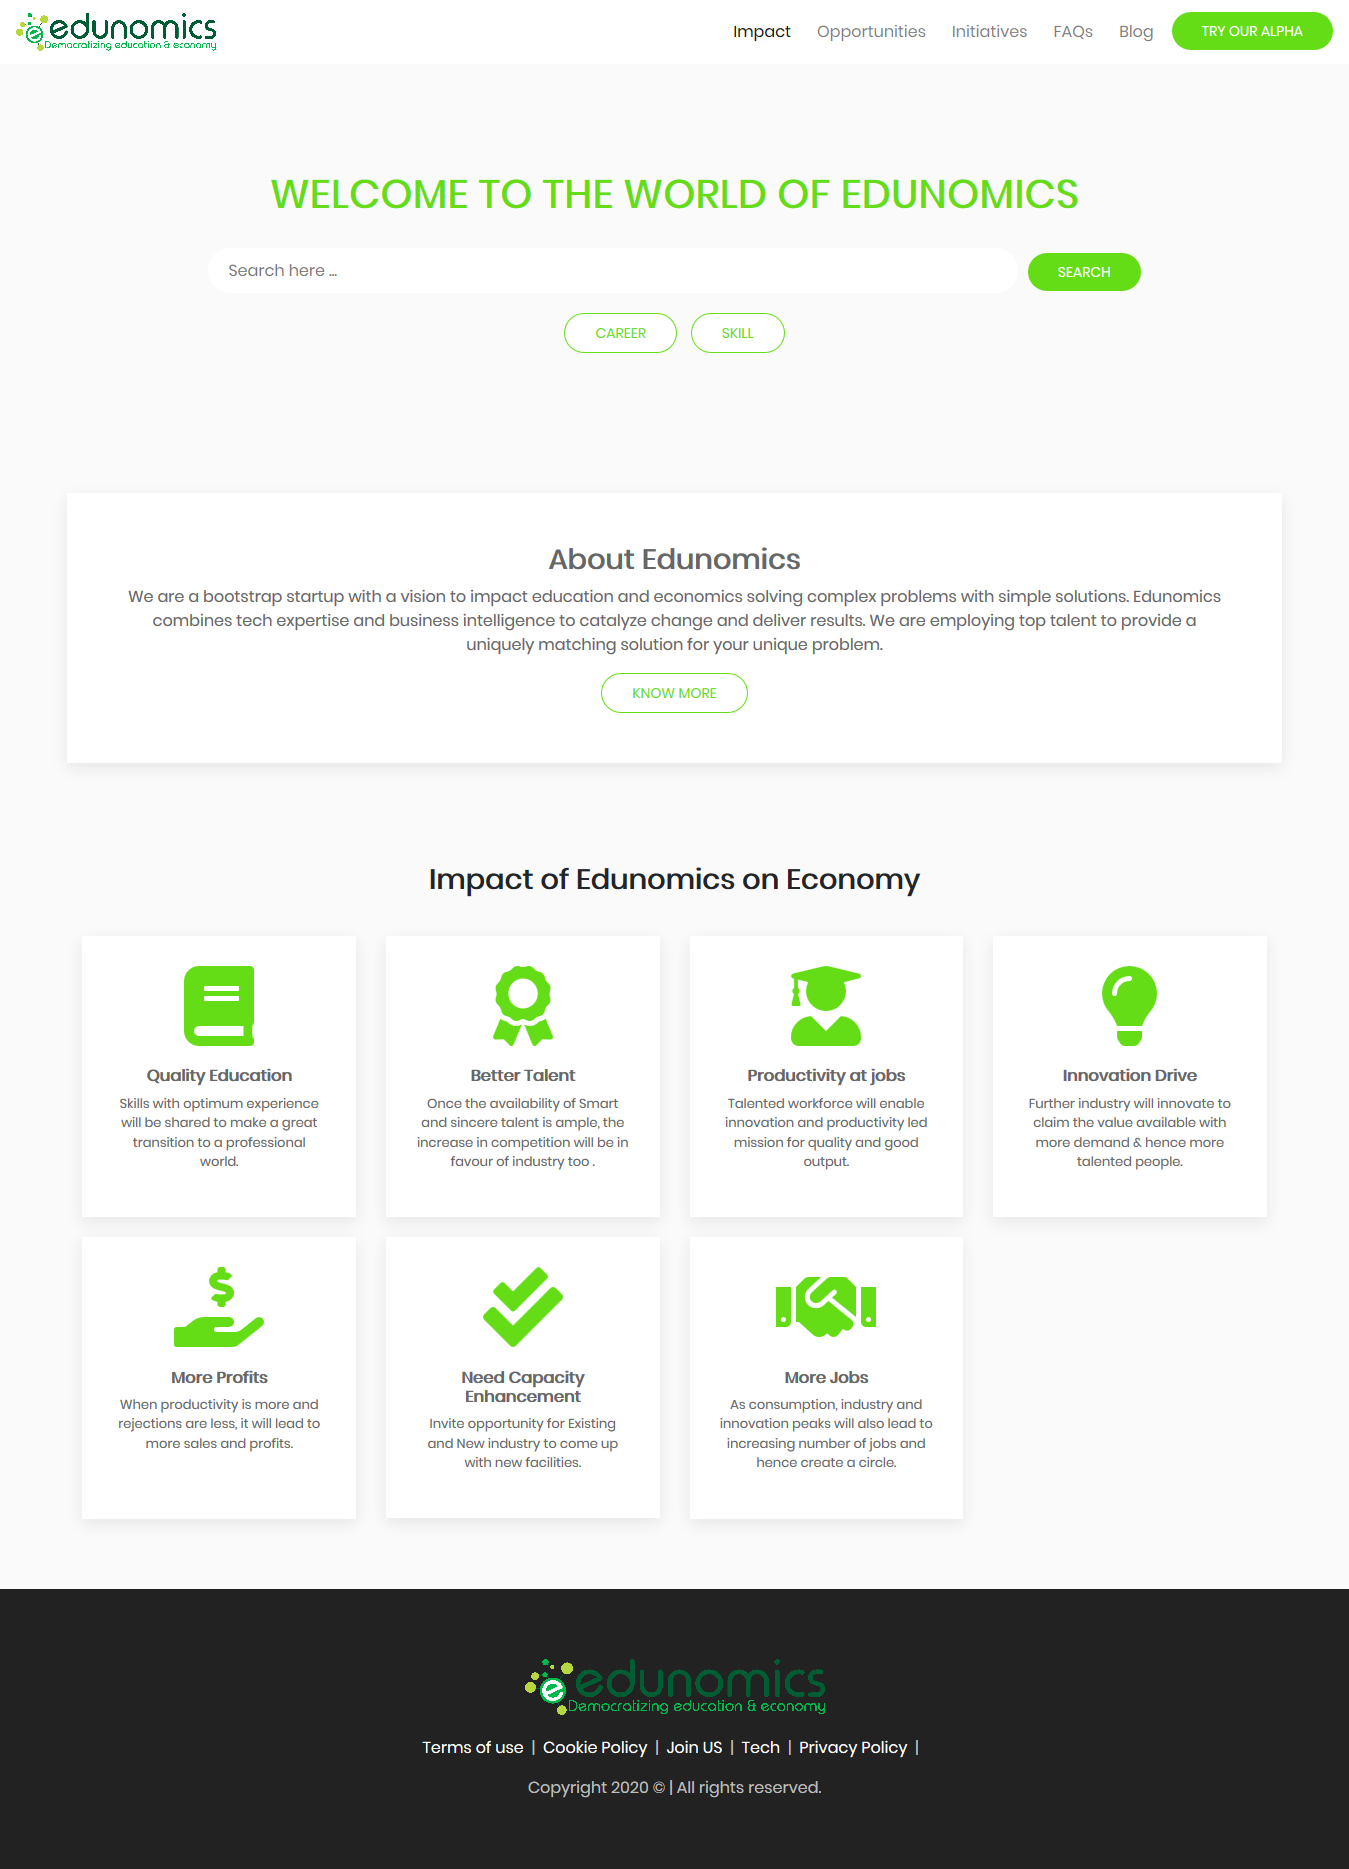 edunomics
Democratizing education & economy
Impact
Opportunities
Initiatives
FAQs
Blog
TRY OUR ALPHA
WELCOME TO THE WORLD OF EDUNOMICS
Search here ...
SEARCH
CAREER
SKILL
About Edunomics
We are a bootstrap startup with a vision to impact education and economics solving complex problems with simple solutions. Edunomics
combines tech expertise and business intelligence to catalyze change and deliver results. We are employing top talent to provide a
uniquely matching solution for your unique problem.
KNOW MORE
Impact of Edunomics on Economy
Quality Education
Skills with optimum experience
will be shared to make a great
transition to a professional
world.
Better Talent
Once the availability of Smart
and sincere talent is ample, the
increase in competition will be in
favour of industry too .
Productivity at jobs
Talented workforce will enable
innovation and productivity led
mission for quality and good
output.
Innovation Drive
Further industry will innovate to
claim the value available with
more demand & hence more
talented people.
More Profits
When productivity is more and
rejections are less, it will lead to
more sales and profits.
Need Capacity
Enhancement
Invite opportunity for Existing
and New industry to come up
with new facilities.
More Jobs
As consumption, industry and
innovation peaks will also lead to
increasing number of jobs and
hence create a circle.
edunomics
Democratizing education & economy
Terms of use | Cookie Policy | Join US | Tech | Privacy Policy |
Copyright 2020 © | All rights reserved.